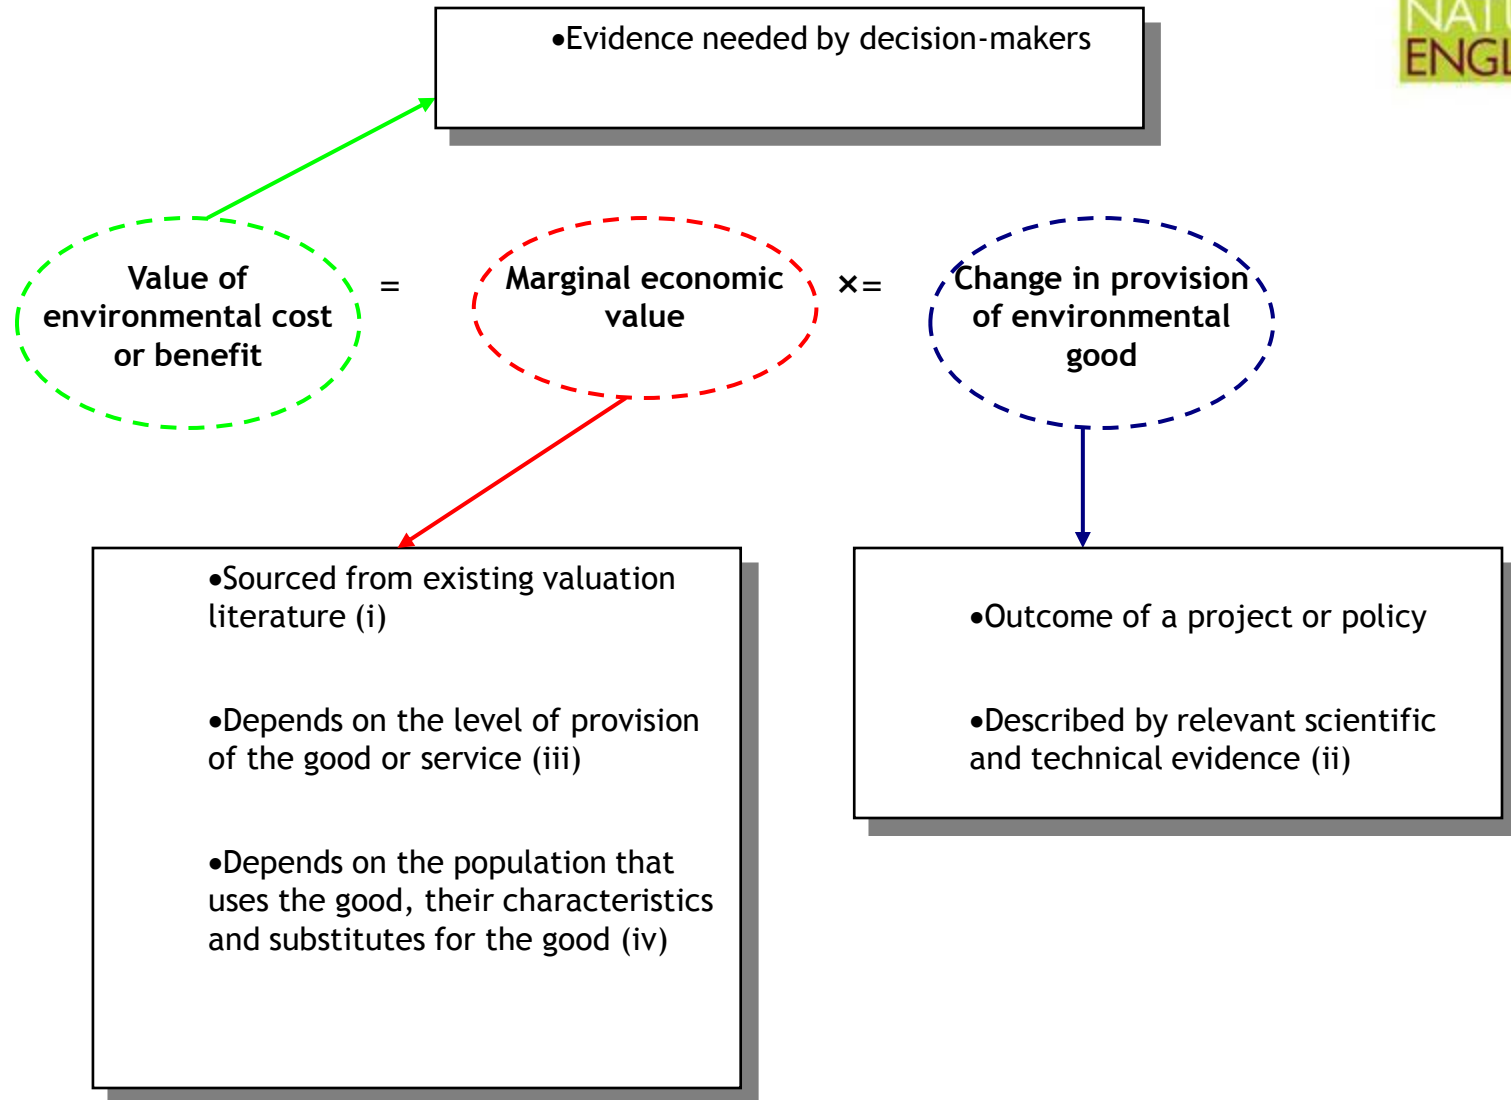 •Evidence needed by decision-makers
Value of
environmental cost
or benefit
=
Marginal economic
value
×=
Change in provision
of environmental
good
•Sourced from existing valuation
literature (i)
•Depends on the level of provision
of the good or service (iii)
•Depends on the population that
uses the good, their characteristics
and substitutes for the good (iv)
•Outcome of a project or policy
•Described by relevant scientific
and technical evidence (ii)